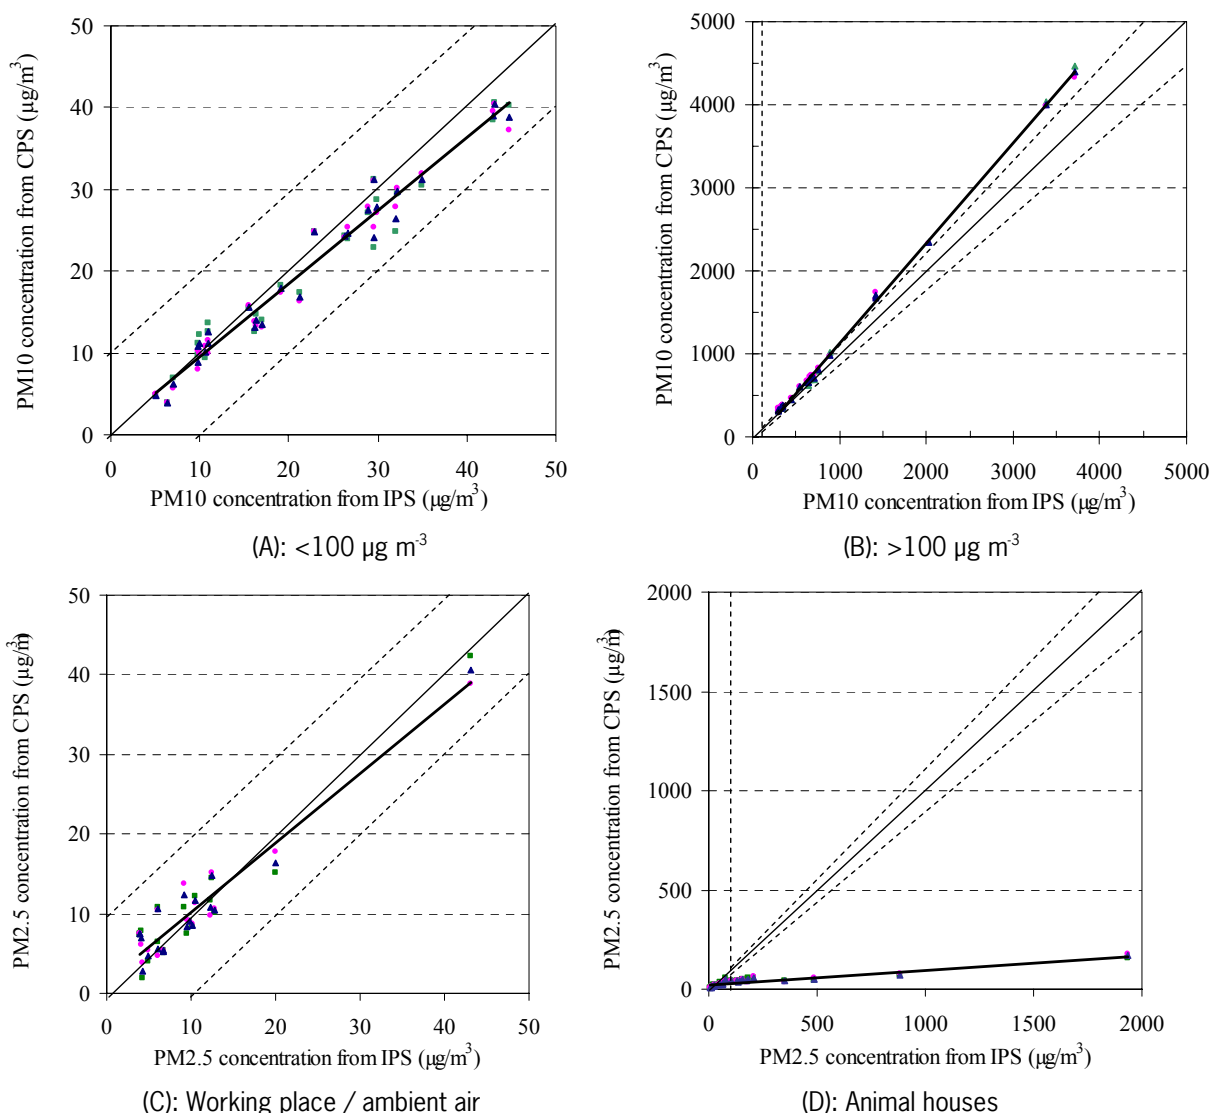 50
40
30
20
10
0
PM10 concentration from CPS (µg/m³)
0 10 20 30 40 50
PM10 concentration from IPS (µg/m³)
(A): <100 µg m-3
5000
4000
3000
2000
1000
0
PM10 concentration from CPS (µg/m³)
0 1000 2000 3000 4000 5000
PM10 concentration from IPS (µg/m³)
(B): >100 µg m-3
50
40
30
20
10
0
PM2.5 concentration from CPS (µg/m³)
0 10 20 30 40 50
PM2.5 concentration from IPS (µg/m³)
(C): Working place / ambient air
2000
1500
1000
500
0
PM2.5 concentration from CPS (µg/m³)
0 500 1000 1500 2000
PM2.5 concentration from IPS (µg/m³)
(D): Animal houses